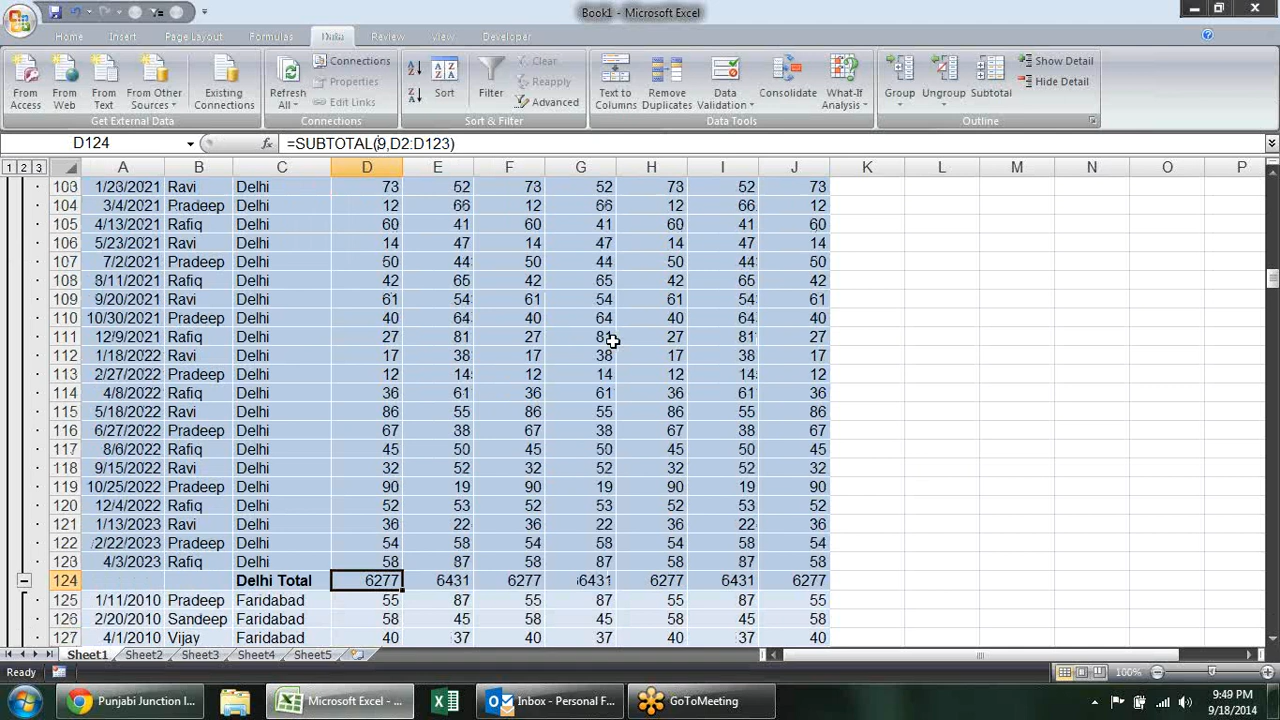 Book1 - Microsoft Excel
Home Insert Page Layout Formulas Data Review View Developer
From Access
From Web
From Text
From Other Sources
Existing Connections
Get External Data
Refresh All
Connections
Properties
Edit Links
Connections
Sort
Filter
Clear
Reapply
Advanced
Sort & Filter
Text to Columns
Remove Duplicates
Data Validation
Consolidate
What-If Analysis
Data Tools
Group
Ungroup
Subtotal
Show Detail
Hide Detail
Outline
D124 fx =SUBTOTAL(9,D2:D123)
1 2 3 A B C D E F G H I J K L M N O P
103 1/23/2021 Ravi Delhi 73 52 73 52 73 52 73
104 3/4/2021 Pradeep Delhi 12 66 12 66 12 66 12
105 4/13/2021 Rafiq Delhi 60 41 60 41 60 41 60
106 5/23/2021 Ravi Delhi 14 47 14 47 14 47 14
107 7/2/2021 Pradeep Delhi 50 44 50 44 50 44 50
108 8/11/2021 Rafiq Delhi 42 65 42 65 42 65 42
109 9/20/2021 Ravi Delhi 61 54 61 54 61 54 61
110 10/30/2021 Pradeep Delhi 40 64 40 64 40 64 40
111 12/9/2021 Rafiq Delhi 27 81 27 81 27 81 27
112 1/18/2022 Ravi Delhi 17 38 17 38 17 38 17
113 2/27/2022 Pradeep Delhi 12 14 12 14 12 14 12
114 4/8/2022 Rafiq Delhi 36 61 36 61 36 61 36
115 5/18/2022 Ravi Delhi 86 55 86 55 86 55 86
116 6/27/2022 Pradeep Delhi 67 38 67 38 67 38 67
117 8/6/2022 Rafiq Delhi 45 50 45 50 45 50 45
118 9/15/2022 Ravi Delhi 32 52 32 52 32 52 32
119 10/25/2022 Pradeep Delhi 90 19 90 19 90 19 90
120 12/4/2022 Rafiq Delhi 52 53 52 53 52 53 52
121 1/13/2023 Ravi Delhi 36 22 36 22 36 22 36
122 2/22/2023 Pradeep Delhi 54 58 54 58 54 58 54
123 4/3/2023 Rafiq Delhi 58 87 58 87 58 87 58
124 Delhi Total 6277 6431 6277 6431 6277 6431 6277
125 1/11/2010 Pradeep Faridabad 55 87 55 87 55 87 55
126 2/20/2010 Sandeep Faridabad 58 45 58 45 58 45 58
127 4/1/2010 Vijay Faridabad 40 37 40 37 40 37 40
Sheet1 Sheet2 Sheet3 Sheet4 Sheet5
Ready 100%
Punjabi Junction I...
Microsoft Excel - ...
Inbox - Personal F...
GoToMeeting
9:49 PM
9/18/2014